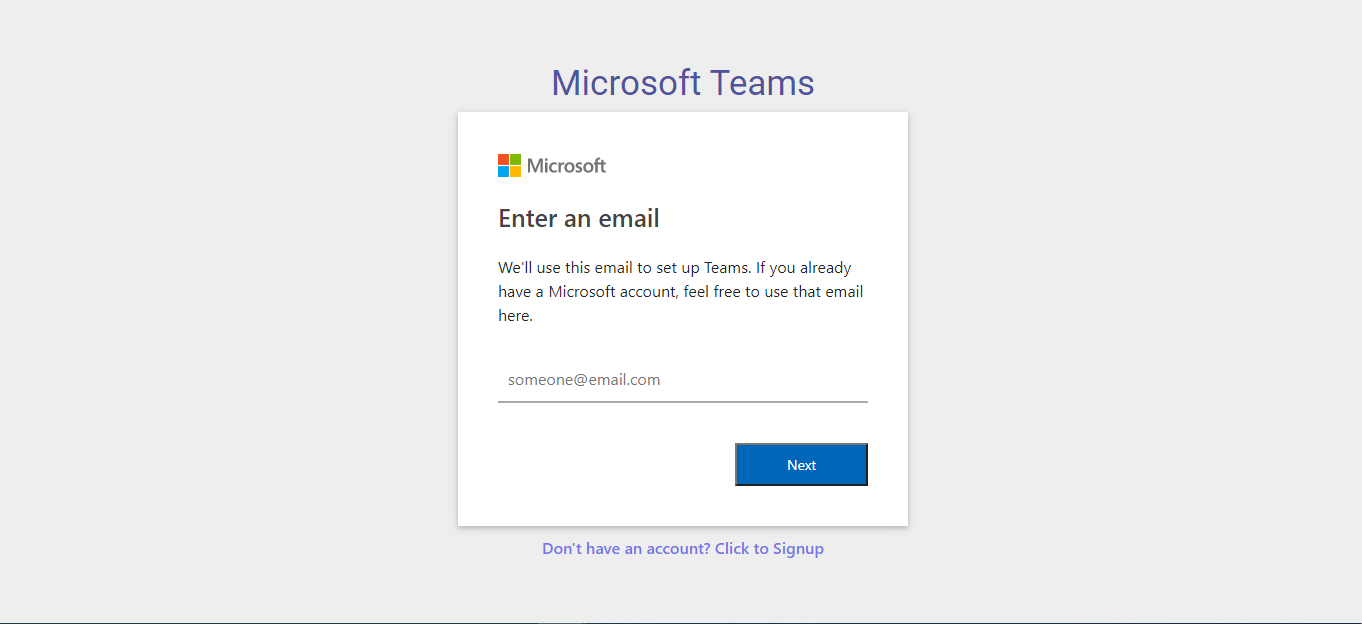 Microsoft Teams
Microsoft
Enter an email
We'll use this email to set up Teams. If you already
have a Microsoft account, feel free to use that email
here.
someone@email.com
Next
Don't have an account? Click to Signup